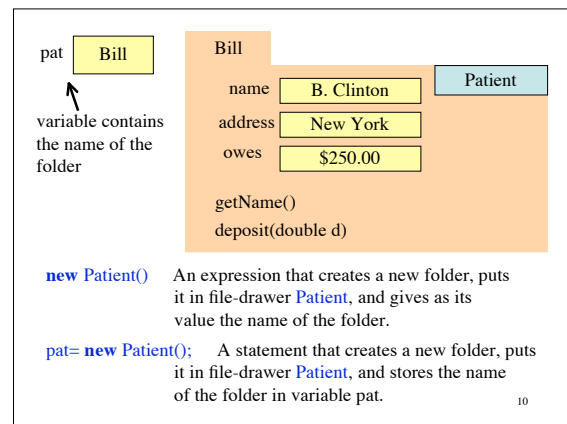 pat Bill
variable contains
the name of the
folder
Bill
Patient
name B. Clinton
address New York
owes $250.00
getName()
deposit(double d)
new Patient() An expression that creates a new folder, puts
it in file-drawer Patient, and gives as its
value the name of the folder.
pat= new Patient(); A statement that creates a new folder, puts
it in file-drawer Patient, and stores the name
of the folder in variable pat.
10